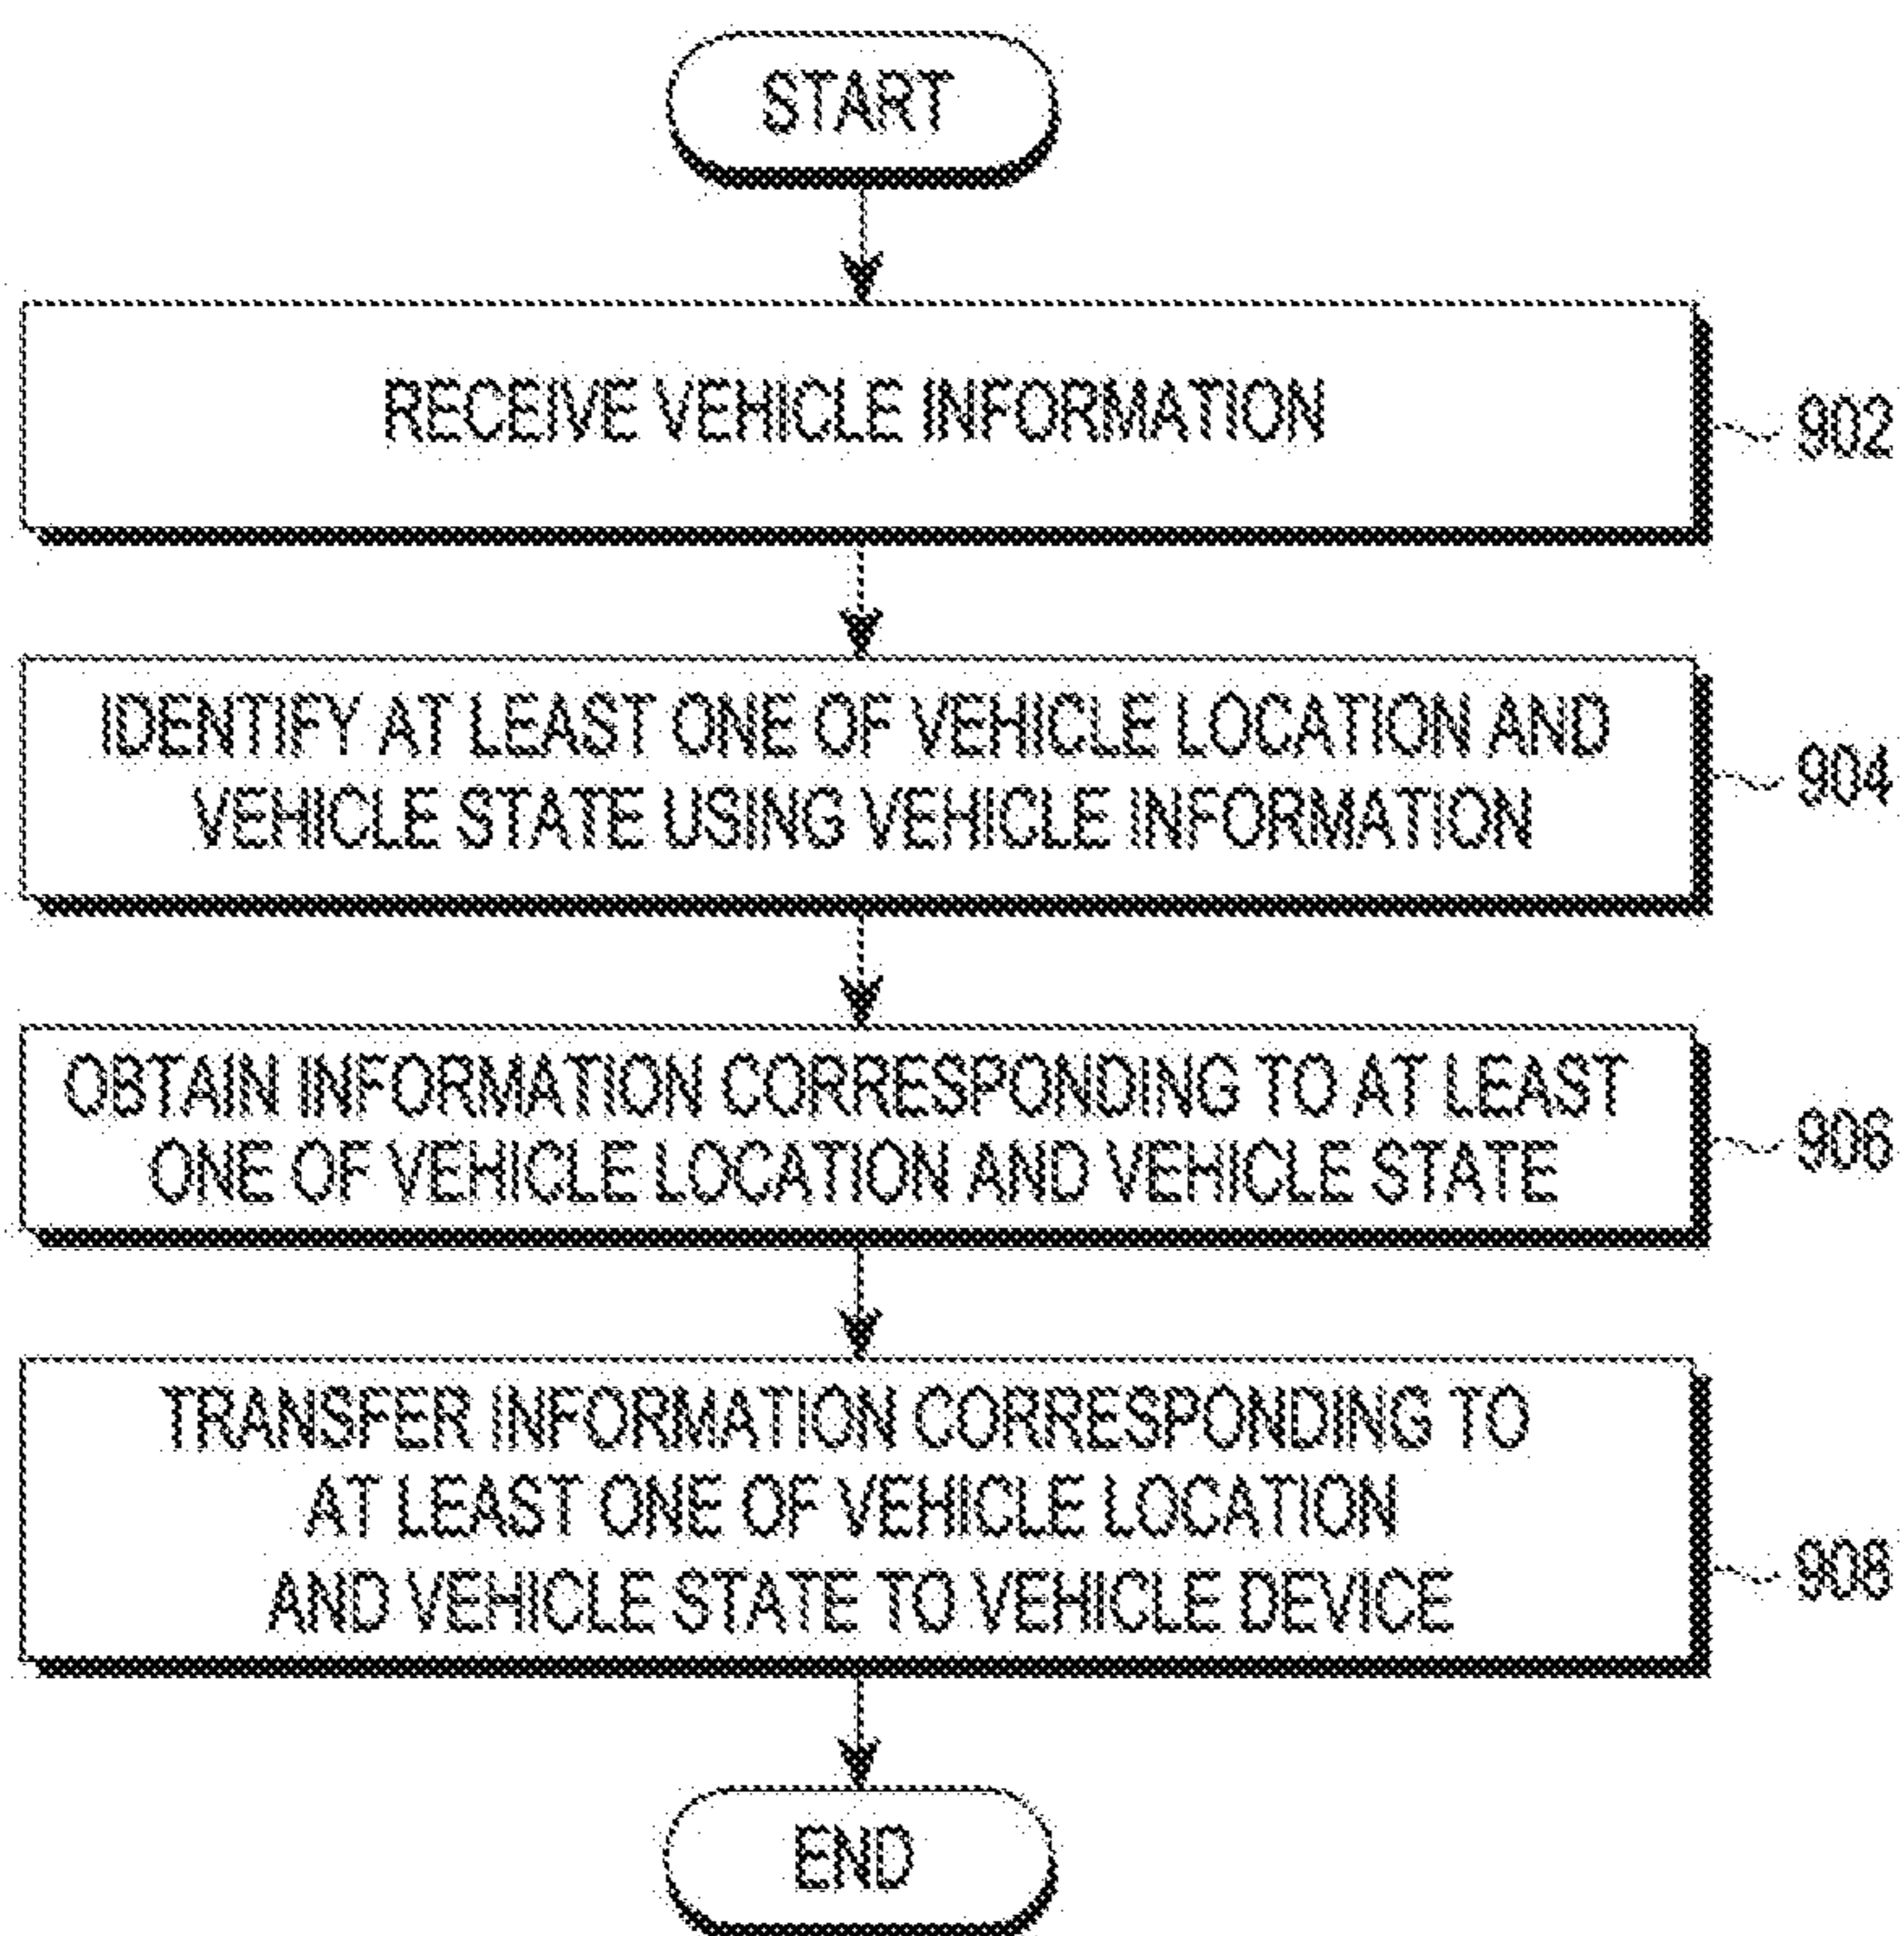 START
RECEIVE VEHICLE INFORMATION
902
IDENTIFY AT LEAST ONE OF VEHICLE LOCATION AND
VEHICLE STATE USING VEHICLE INFORMATION
904
OBTAIN INFORMATION CORRESPONDING TO AT LEAST
ONE OF VEHICLE LOCATION AND VEHICLE STATE
906
TRANSFER INFORMATION CORRESPONDING TO
AT LEAST ONE OF VEHICLE LOCATION
AND VEHICLE STATE TO VEHICLE DEVICE
908
END